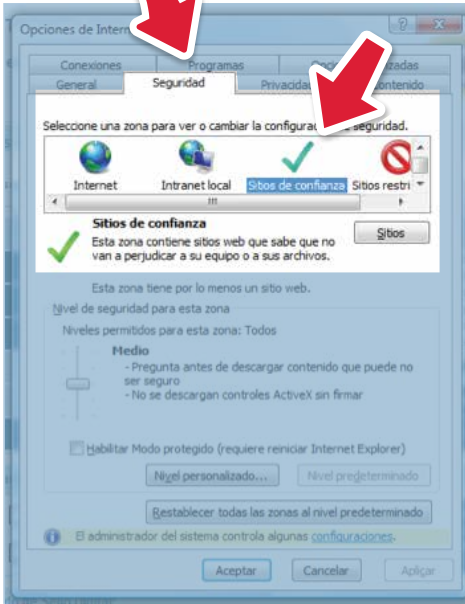 Opciones de Inter
Conexiones Programas
General Seguridad
Seleccione una zona para ver o cambiar la seguridad.
Internet Intranet local Sitios de confianza Sitios restri
Sitios de confianza
Esta zona contiene sitios web que sabe que no
van a perjudicar a su equipo o a sus archivos.
Sitios
Esta zona tiene por lo menos un sitio web.
Nivel de seguridad para esta zona
Niveles permitidos para esta zona: Todos
Medio
- Pregunta antes de descargar contenido que puede no
ser seguro
- No se descargan controles ActiveX sin firmar
Habilitar Modo protegido (requiere reiniciar Internet Explorer)
Nivel personalizado... Nivel predeterminado
Restablecer todas las zonas al nivel predeterminado
El administrador del sistema controla algunas configuraciones.
Aceptar Cancelar Aplicar